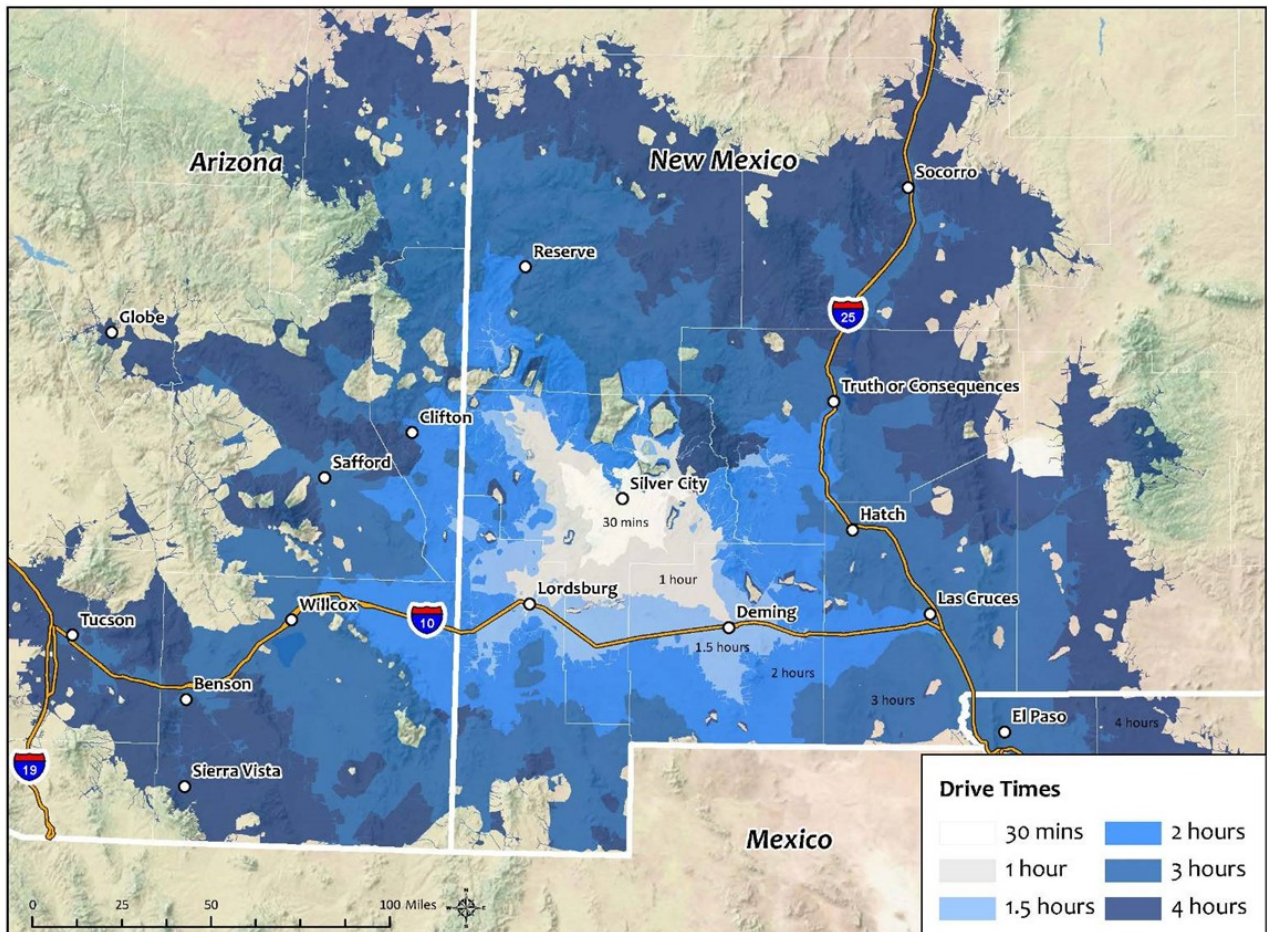 Arizona
New Mexico
Socorro
Reserve
Globe
25
Truth or Consequences
Clifton
Safford
Silver City
30 mins
Hatch
1 hour
Lordsburg
Las Cruces
Willcox
10
Deming
Tucson
1.5 hours
2 hours
Benson
3 hours
El Paso
4 hours
19
Sierra Vista
Mexico
Drive Times
30 mins
2 hours
1 hour
3 hours
1.5 hours
4 hours
N
W
E
S
0 25 50 100 Miles